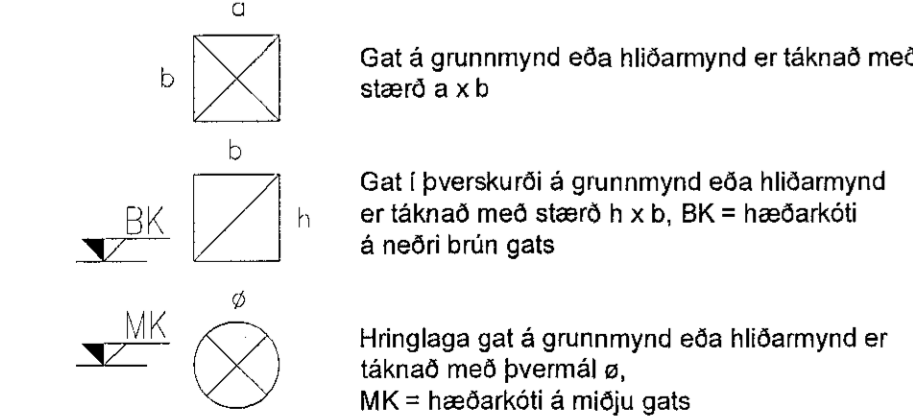 a
b
Gat á grunnmynd eða hliðarmynd er táknað með
stærð a x b
b
BK
h
Gat í þverskurði á grunnmynd eða hliðarmynd
er táknað með stærð h x b, BK = hæðarkóti
á neðri brún gats
ø
MK
Hringlaga gat á grunnmynd eða hliðarmynd er
táknað með þvermál ø,
MK = hæðarkóti á miðju gats